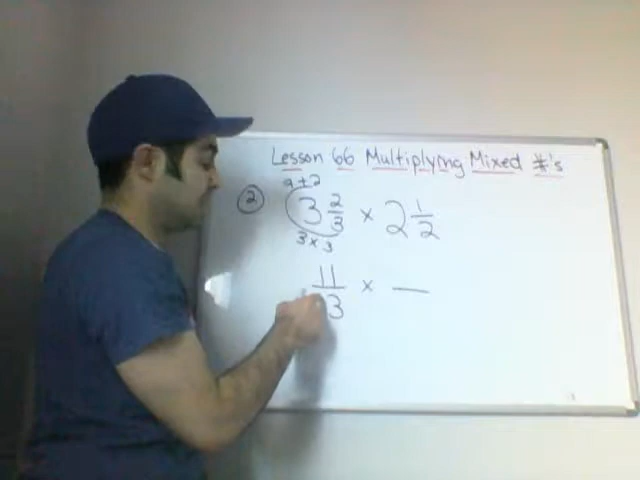 Lesson 66 Multiplying Mixed #'s
9+2
② 3 2/3 × 2 1/2
3×3
11/3 × —